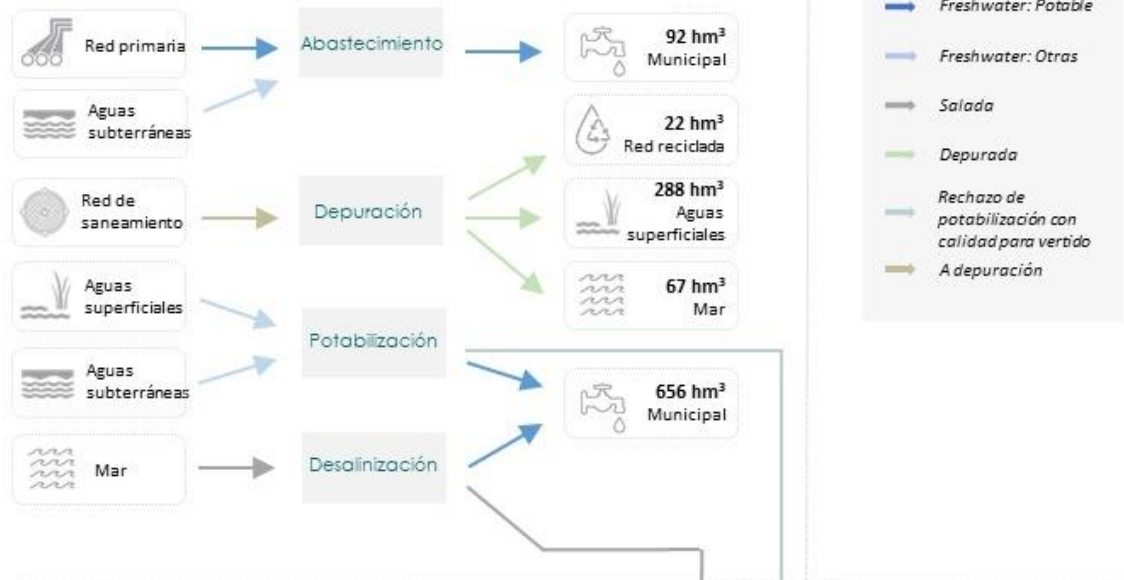 Red primaria
Aguas
subterráneas
Red de
saneamiento
Aguas
superficiales
Aguas
subterráneas
Mar
Abastecimiento
Depuración
Potabilización
Desalinización
92 hm³
Municipal
22 hm³
Red reciclada
288 hm³
Aguas
superficiales
67 hm³
Mar
656 hm³
Municipal
Freshwater: Potable
Freshwater: Otras
Salada
Depurada
Rechazo de
potabilización con
calidad para vertido
A depuración